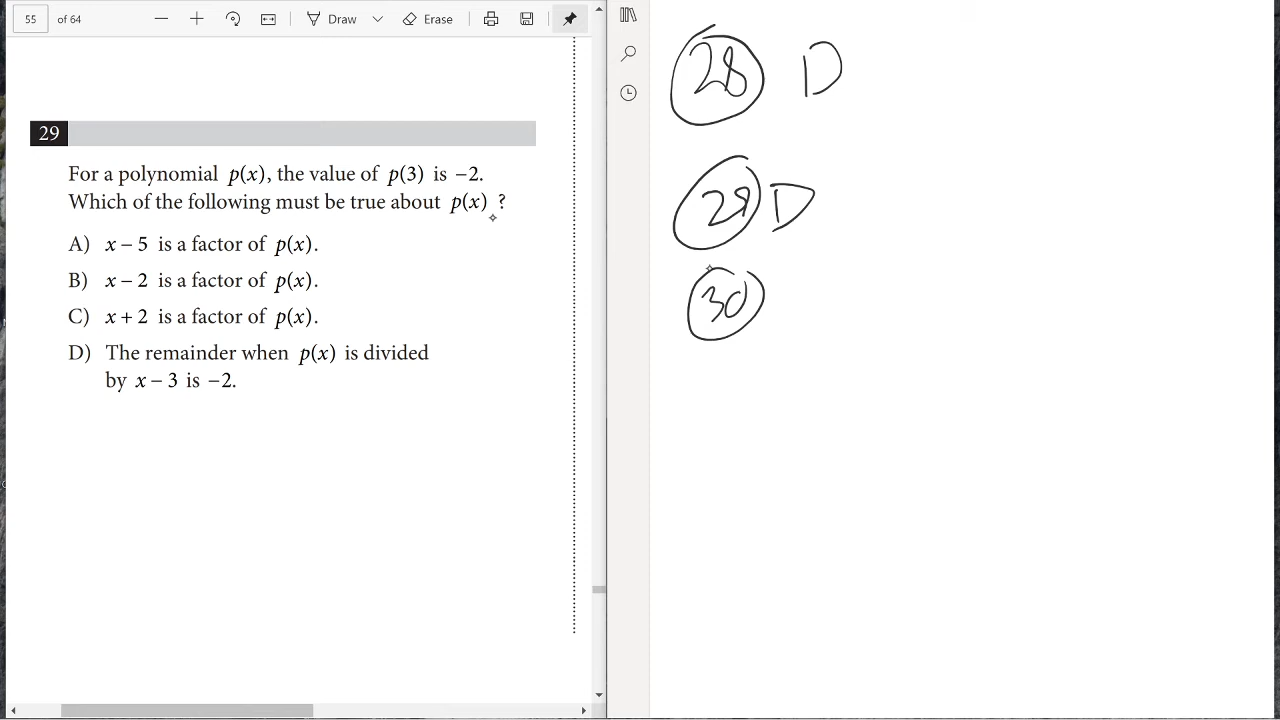 55 of 64 Draw Erase
29
For a polynomial p(x), the value of p(3) is −2.
Which of the following must be true about p(x) ?
A) x − 5 is a factor of p(x).
B) x − 2 is a factor of p(x).
C) x + 2 is a factor of p(x).
D) The remainder when p(x) is divided
by x − 3 is −2.
28 D
29 D
30